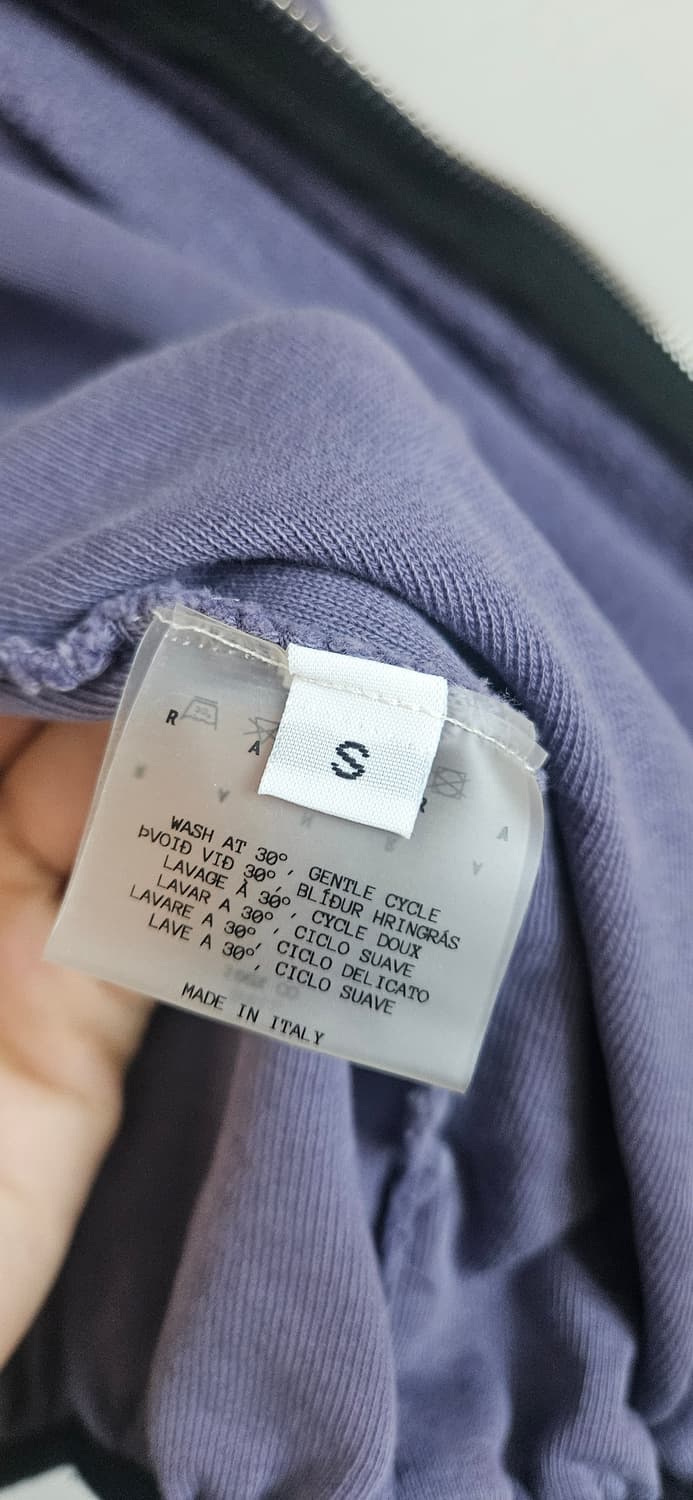 S
R
A
R
A
WASH AT 30°, GENTLE CYCLE
ÞVOIÐ VIÐ 30°, BLÍÐUR HRINGRÁS
LAVAGE À 30°, CYCLE DOUX
LAVAR A 30°, CICLO SUAVE
LAVARE A 30°, CICLO DELICATO
LAVE A 30°, CICLO SUAVE
MADE IN ITALY